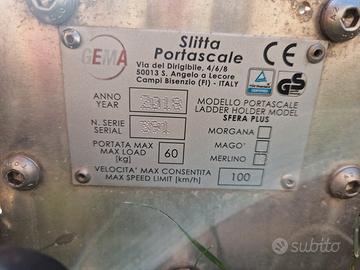 GEMA
Slitta
Portascale
Via del Dirigibile, 4/6/8
50013 S. Angelo a Lecore
Campi Bisenzio (FI) - ITALY
CE
GS
ANNO
YEAR
2018
MODELLO PORTASCALE
LADDER HOLDER MODEL
SFERA PLUS
N. SERIE
SERIAL
MORGANA
PORTATA MAX
MAX LOAD
[kg]
60
MAGO'
MERLINO
VELOCITA' MAX CONSENTITA
MAX SPEED LIMIT [km/h]
100
subito